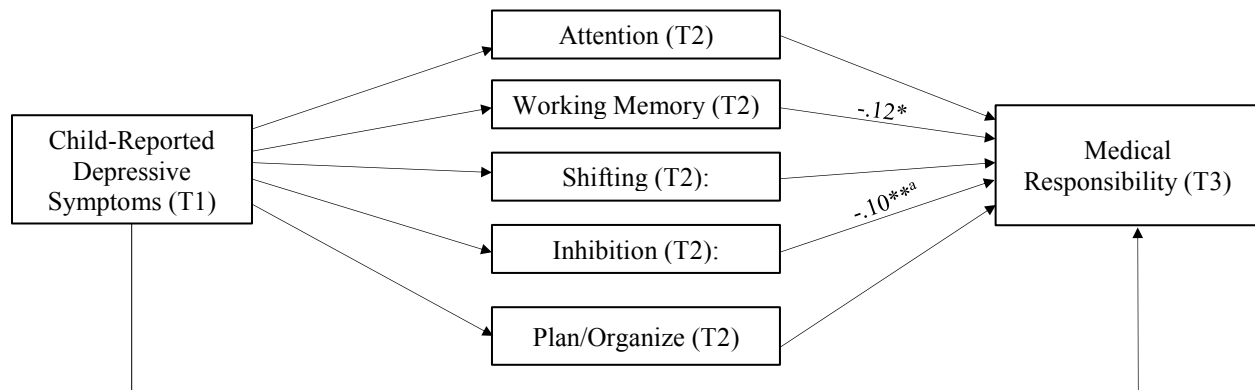 Attention (T2)
Working Memory (T2)
-.12*
Child-Reported
Depressive
Symptoms (T1)
Medical
Responsibility (T3)
Shifting (T2):
-.10**ᵃ
Inhibition (T2):
Plan/Organize (T2)